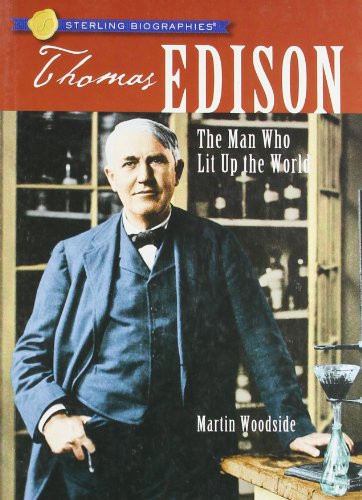 STERLING BIOGRAPHIES®
Thomas EDISON
The Man Who
Lit Up the World
Martin Woodside